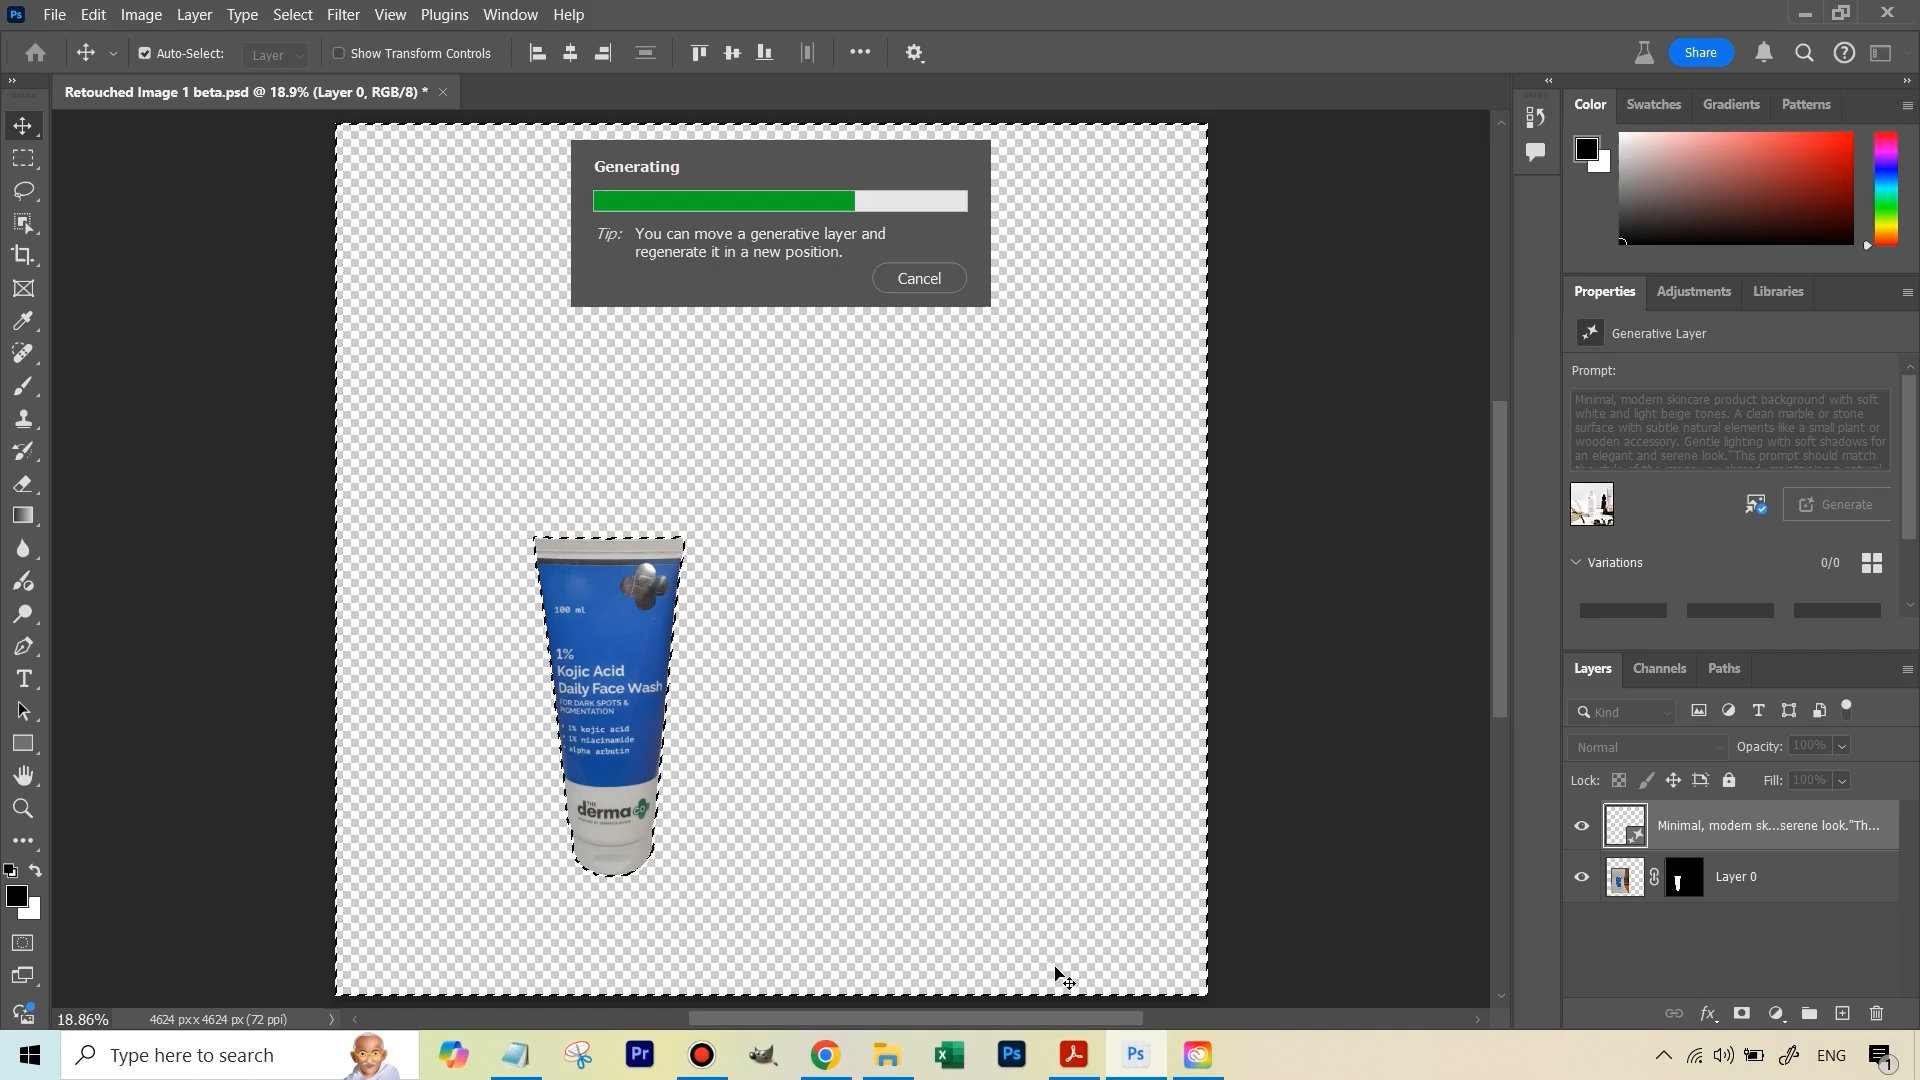 Ps File Edit Image Layer Type Select Filter View Plugins Window Help
Auto-Select: Layer Show Transform Controls Share
Retouched Image 1 beta.psd @ 18.9% (Layer 0, RGB/8) *
Generating
Tip: You can move a generative layer and
regenerate it in a new position.
Cancel
100 ml
1%
Kojic Acid
Daily Face Wash
FOR DARK SPOTS &
PIGMENTATION
* 1% kojic acid
* 1% niacinamide
* alpha arbutin
THE
derma co
Color Swatches Gradients Patterns
Properties Adjustments Libraries
Generative Layer
Prompt:
Minimal, modern skincare product background with soft
white and light beige tones. A clean marble or stone
surface with subtle natural elements like a small plant or
wooden accessory. Gentle lighting with soft shadows for
an elegant and serene look."This prompt should match
Generate
Variations 0/0
Layers Channels Paths
Kind
Normal Opacity: 100%
Lock: Fill: 100%
Minimal, modern sk...serene look."Th...
Layer 0
18.86% 4624 px x 4624 px (72 ppi)
Type here to search
Pr Ps Ps
ENG
1